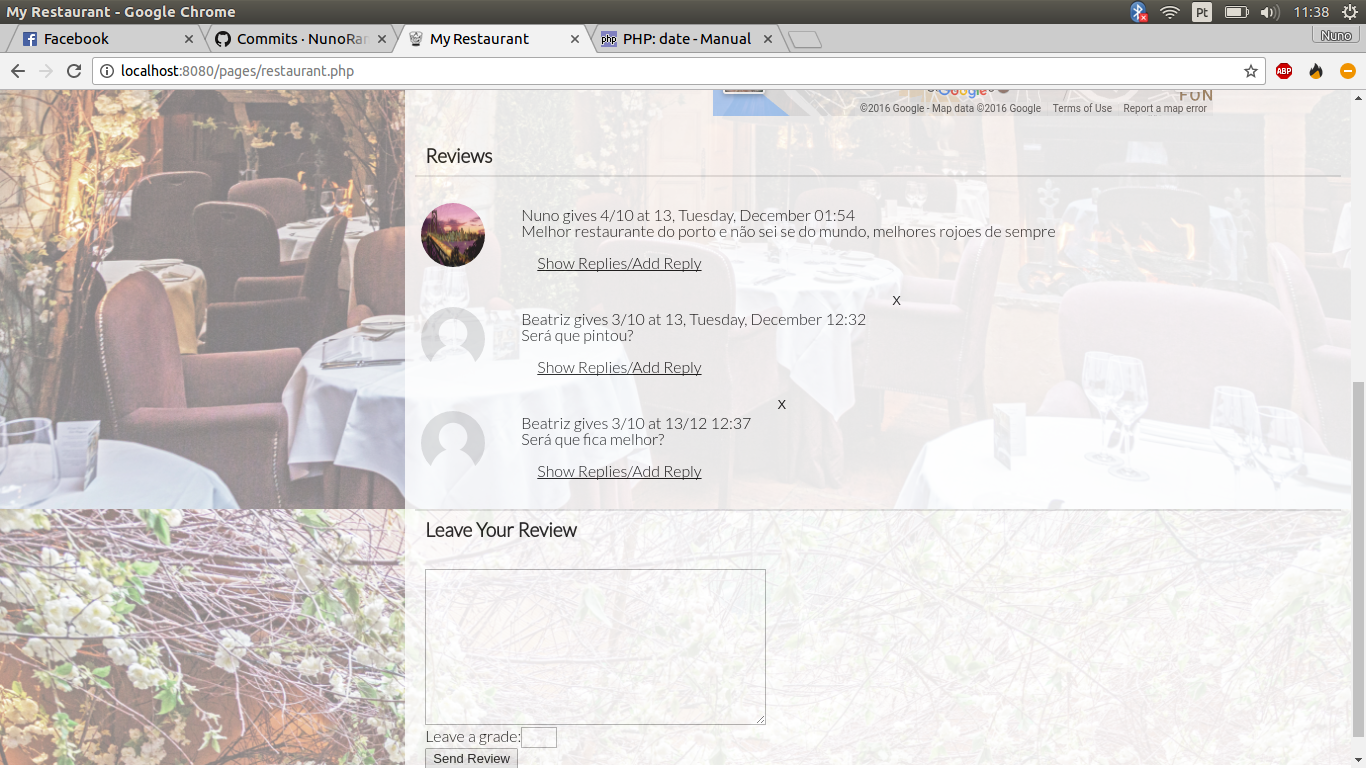 My Restaurant - Google Chrome
Pt
11:38
Facebook
Commits · NunoRam
My Restaurant
php
PHP: date - Manual
Nuno
localhost:8080/pages/restaurant.php
ABP
Google
FUN
©2016 Google - Map data ©2016 Google Terms of Use Report a map error
Reviews
Nuno gives 4/10 at 13, Tuesday, December 01:54
Melhor restaurante do porto e não sei se do mundo, melhores rojoes de sempre
Show Replies/Add Reply
X
Beatriz gives 3/10 at 13, Tuesday, December 12:32
Será que pintou?
Show Replies/Add Reply
X
Beatriz gives 3/10 at 13/12 12:37
Será que fica melhor?
Show Replies/Add Reply
Leave Your Review
Leave a grade:
Send Review